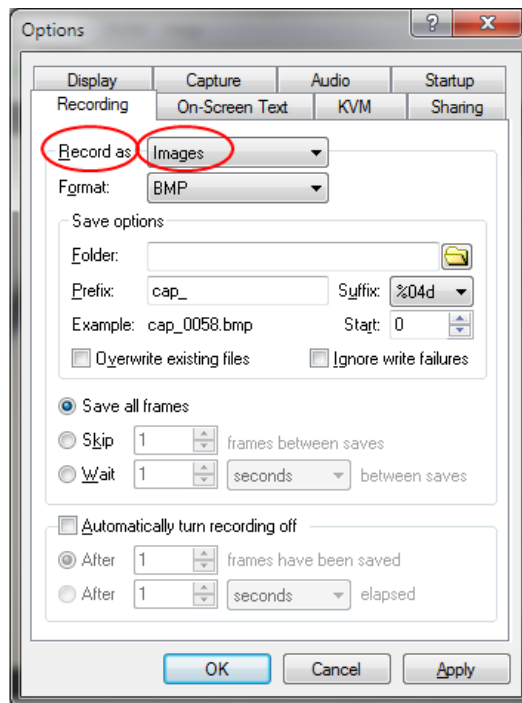 Options
Display Capture Audio Startup
Recording On-Screen Text KVM Sharing
Record as Images
Format: BMP
Save options
Folder:
Prefix: cap_ Suffix: %04d
Example: cap_0058.bmp Start: 0
Overwrite existing files Ignore write failures
Save all frames
Skip 1 frames between saves
Wait 1 seconds between saves
Automatically turn recording off
After 1 frames have been saved
After 1 seconds elapsed
OK Cancel Apply